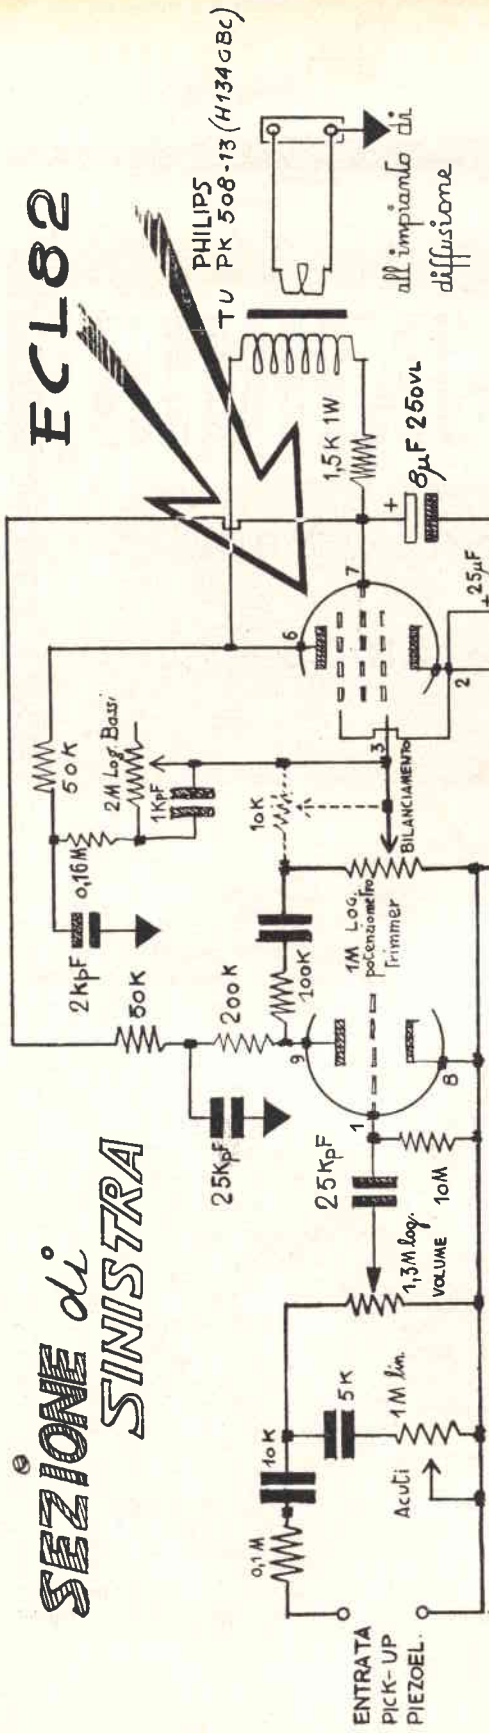 SEZIONE di
SINISTRA
ECL82
PHILIPS
TU PK 508-13 (H134GBC)
all impianto di
diffusione
ENTRATA
PICK-UP
PIEZOEL.
0,1M
10K
5K
1M lin.
Acuti
1,3M log.
VOLUME
25KpF
10M
1
8
9
25KpF
50K
200K
100K
2KpF
0,16M
50K
2M Log. Bassi
1KpF
10K
1M LOG.
potenziometro
Trimmer
BILANCIAMENTO
3
6
7
2
1,5K 1W
+
8µF 250VL
+
25µF